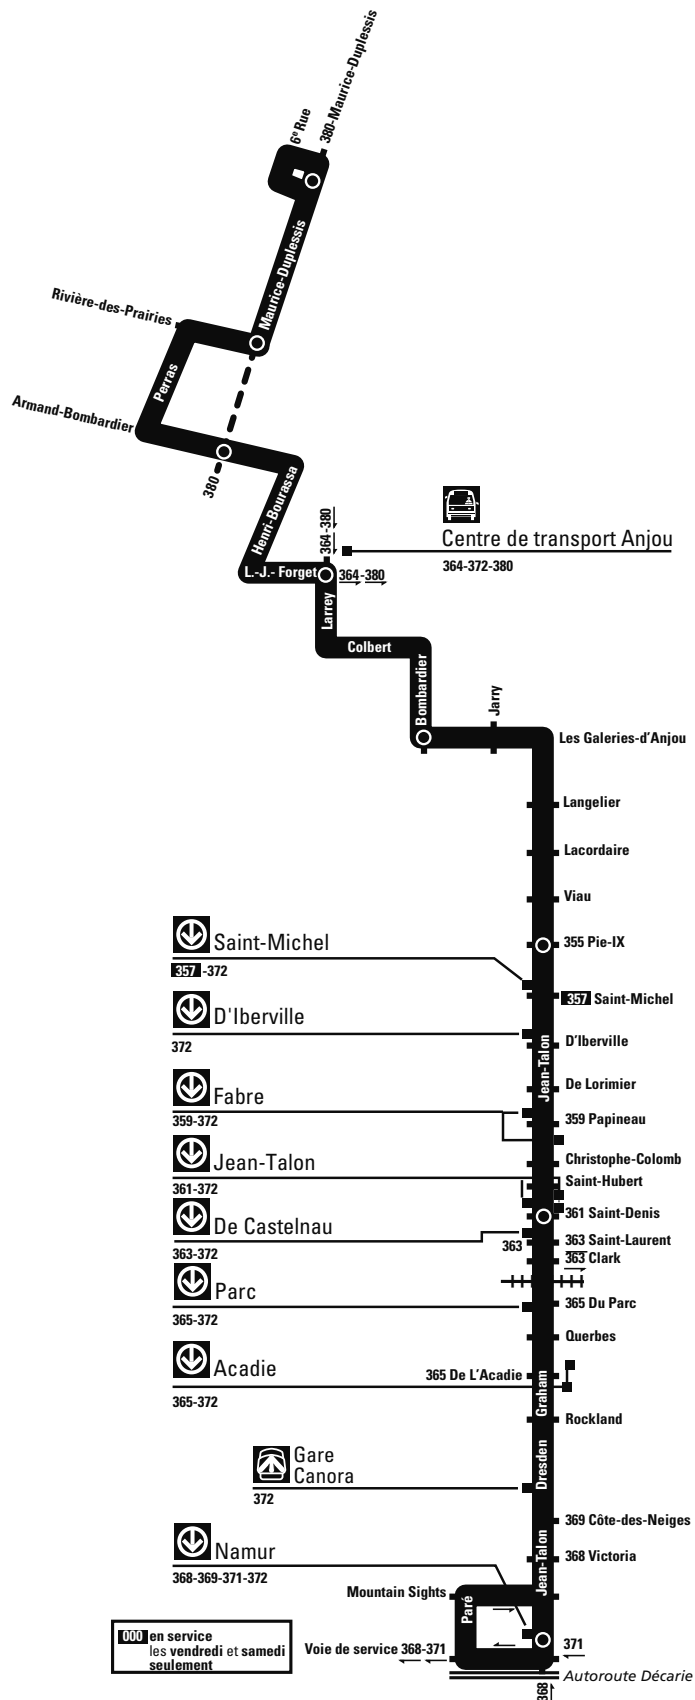 380-Maurice-Duplessis
6e Rue
Maurice-Duplessis
Rivière-des-Prairies
Perras
Armand-Bombardier
380
Henri-Bourassa
364-380
Centre de transport Anjou
364-372-380
L.-J.- Forget
364-380
Larrey
Colbert
Bombardier
Jarry
Les Galeries-d'Anjou
Langelier
Lacordaire
Viau
Saint-Michel
357 -372
355 Pie-IX
357 Saint-Michel
D'Iberville
372
D'Iberville
Jean-Talon
De Lorimier
Fabre
359-372
359 Papineau
Jean-Talon
361-372
Christophe-Colomb
Saint-Hubert
De Castelnau
363-372
361 Saint-Denis
363
363 Saint-Laurent
363 Clark
Parc
365-372
365 Du Parc
Querbes
Acadie
365-372
365 De L'Acadie
Graham
Rockland
Gare
Canora
372
Dresden
369 Côte-des-Neiges
Namur
368-369-371-372
368 Victoria
Jean-Talon
Mountain Sights
Paré
000 en service
les vendredi et samedi
seulement
Voie de service 368-371
371
Autoroute Décarie
368